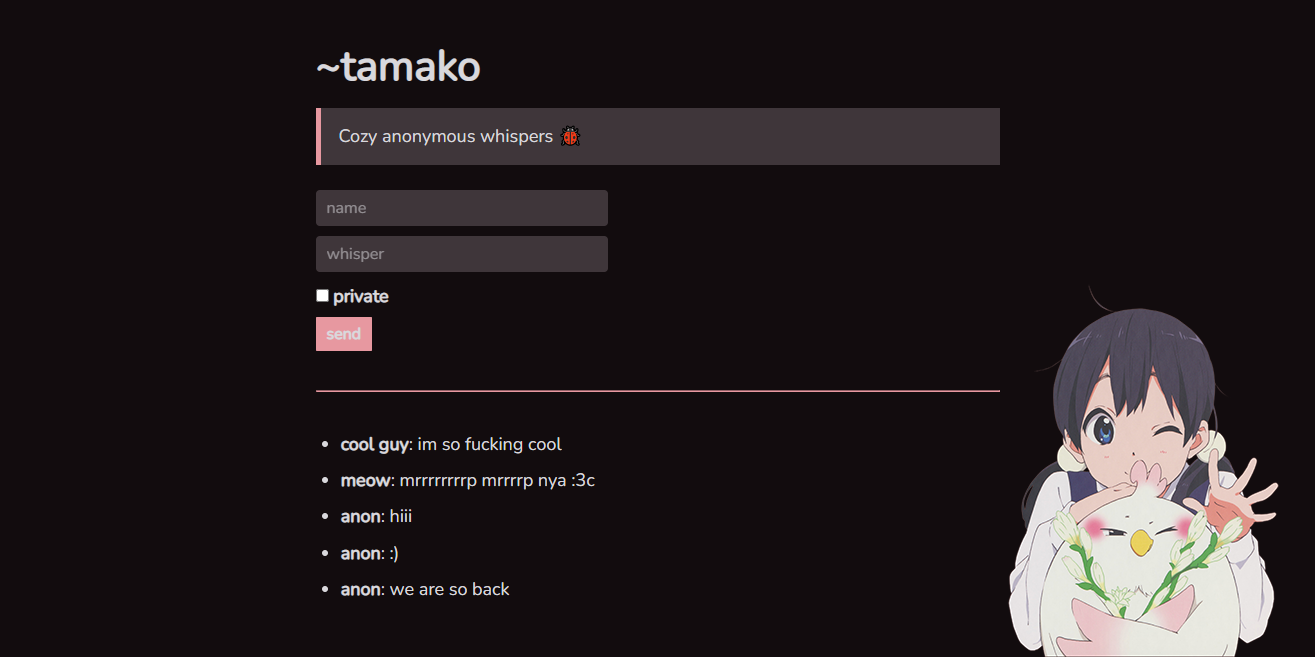 ~tamako
Cozy anonymous whispers 🐞
name
whisper
private
send
cool guy: im so fucking cool
meow: mrrrrrrrrp mrrrrp nya :3c
anon: hiii
anon: :)
anon: we are so back